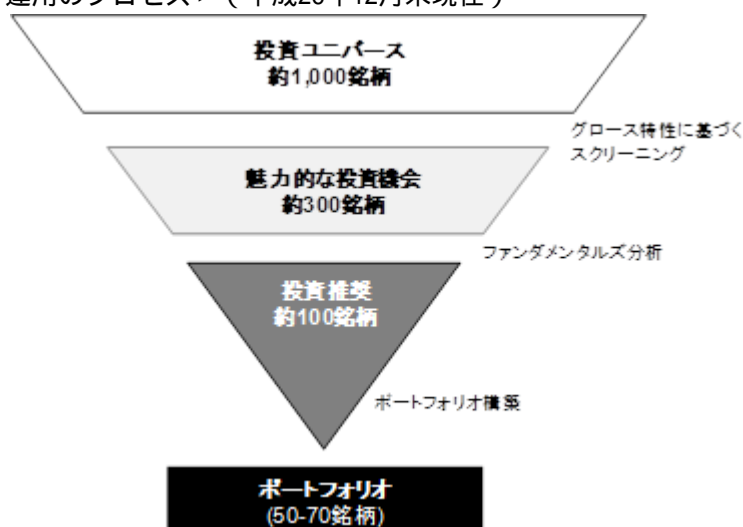 投資ユニバース
約1,000銘柄
グロース特性に基づく
スクリーニング
魅力的な投資機会
約300銘柄
ファンダメンタルズ分析
投資推奨
約100銘柄
ポートフォリオ構築
ポートフォリオ
(50-70銘柄)